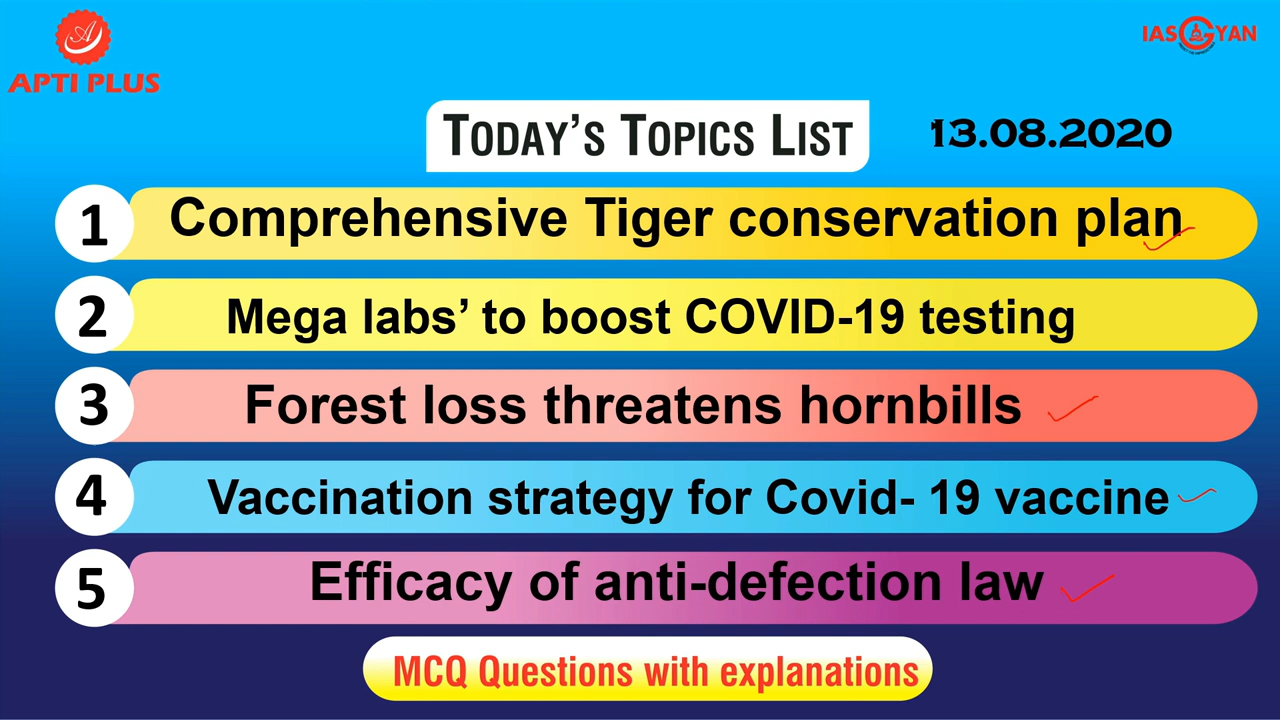 APTI PLUS
IASGYAN
TODAY'S TOPICS LIST
13.08.2020
1 Comprehensive Tiger conservation plan
2 Mega labs’ to boost COVID-19 testing
3 Forest loss threatens hornbills
4 Vaccination strategy for Covid- 19 vaccine
5 Efficacy of anti-defection law
MCQ Questions with explanations